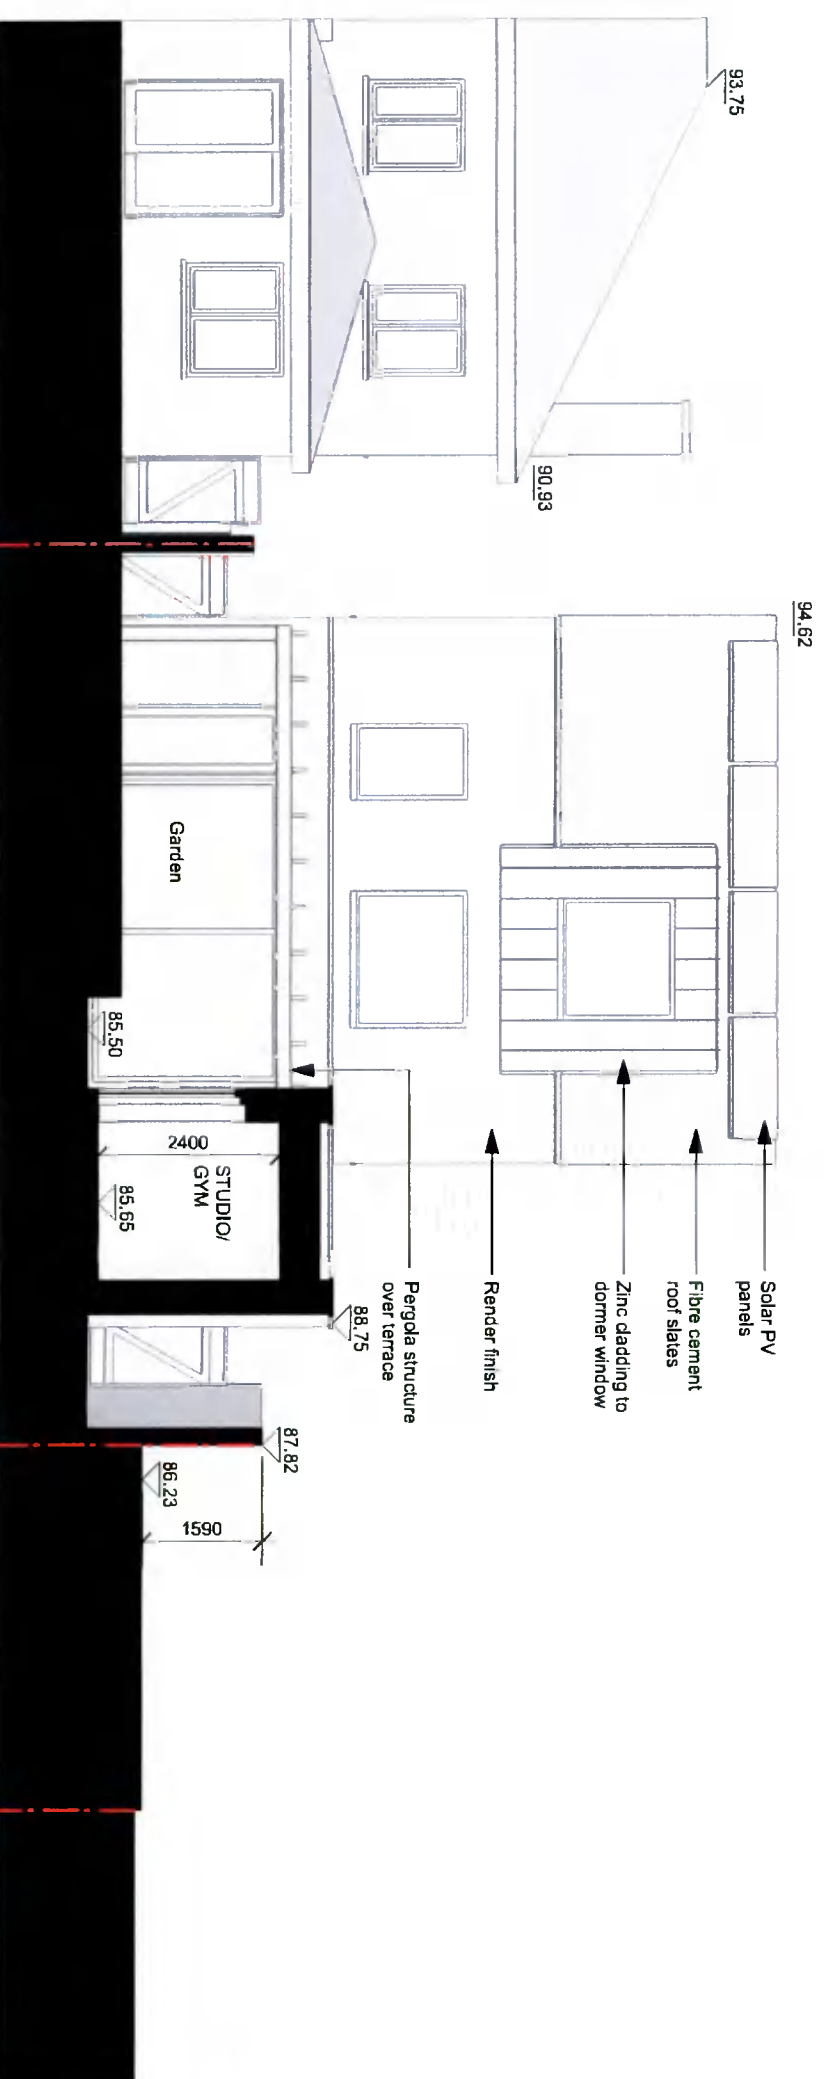 93.75
90.93
94.62
Solar PV
panels
Fibre cement
roof slates
Zinc cladding to
dormer window
Render finish
Pergola structure
over terrace
88.75
Garden
85.50
2400
STUDIO/
GYM
85.65
87.82
86.23
1590